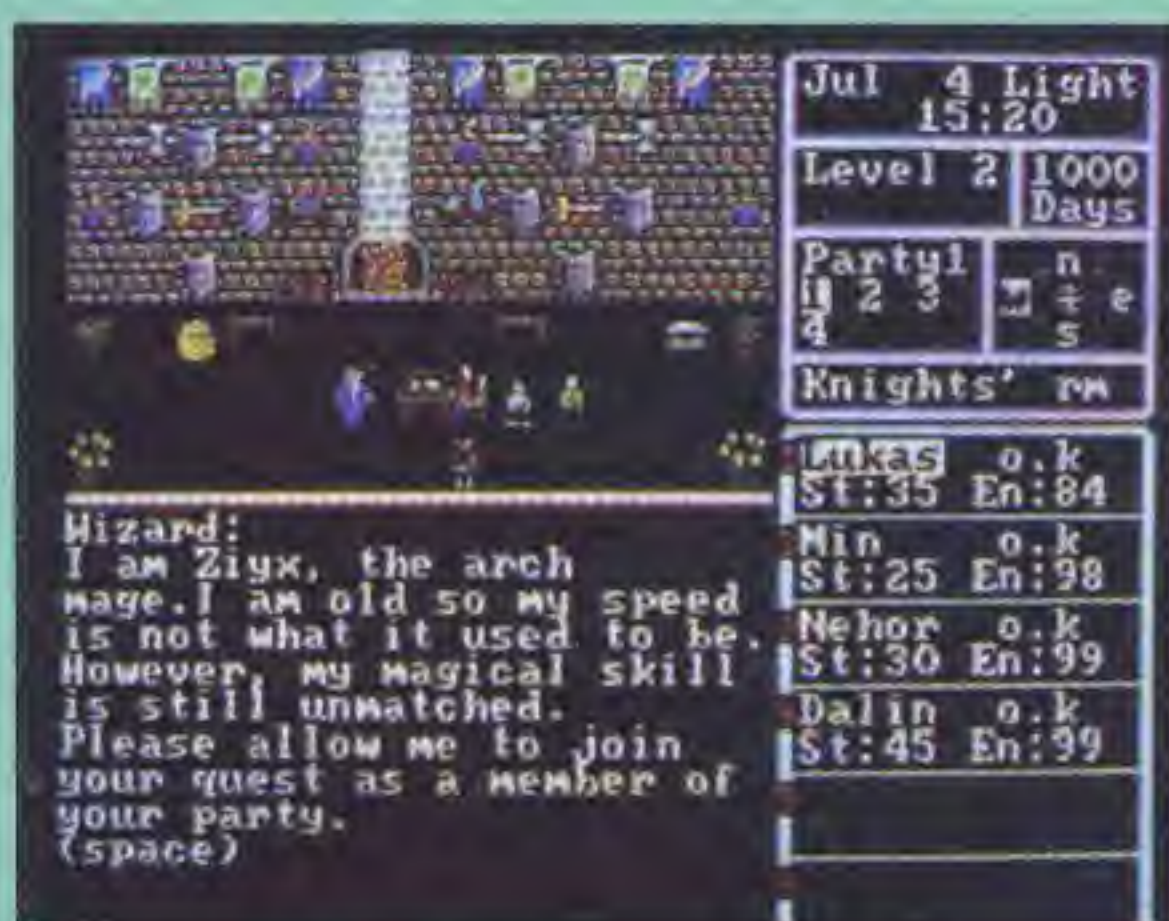 Wizard:
I am Ziyx, the arch
mage.I am old so my speed
is not what it used to be.
However, my magical skill
is still unmatched.
Please allow me to join
your quest as a member of
your party.
(space)
Jul 4 Light
15:20
Level 2
1000
Days
Party1
1 2 3
4
n
w + e
s
Knights' rm
Lukas o.k
St:35 En:84
Min o.k
St:25 En:98
Nehor o.k
St:30 En:99
Dalin o.k
St:45 En:99